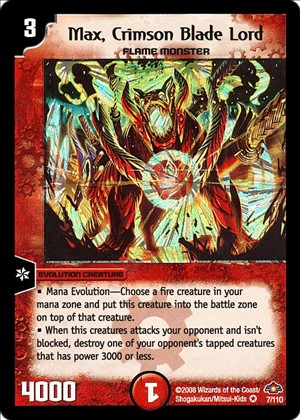 3
Max, Crimson Blade Lord
FLAME MONSTER
EVOLUTION CREATURE
▪ Mana Evolution—Choose a fire creature in your
mana zone and put this creature into the battle zone
on top of that creature.
▪ When this creatures attacks your opponent and isn't
blocked, destroy one of your opponent's tapped creatures
that has power 3000 or less.
4000
1
©2008 Wizards of the Coast/
Shogakukan/Mitsui-Kids ✪
7/110